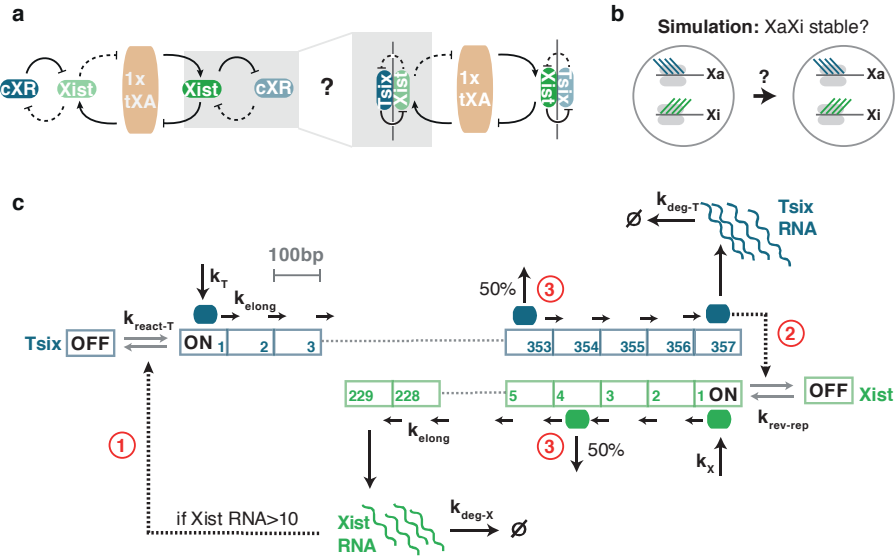 a
cXR
Xist
1x
tXA
Xist
cXR
?
Tsix
Xist
1x
tXA
Xist
Tsix
b
Simulation: XaXi stable?
Xa
Xi
?
Xa
Xi
c
k_deg-T
Ø
Tsix
RNA
100bp
k_T
k_elong
50%
3
k_react-T
Tsix
OFF
ON
1
2
3
353
354
355
356
357
2
229
228
5
4
3
2
1
ON
OFF
Xist
k_rev-rep
1
k_elong
3
50%
k_X
if Xist RNA>10
Xist
RNA
k_deg-X
Ø